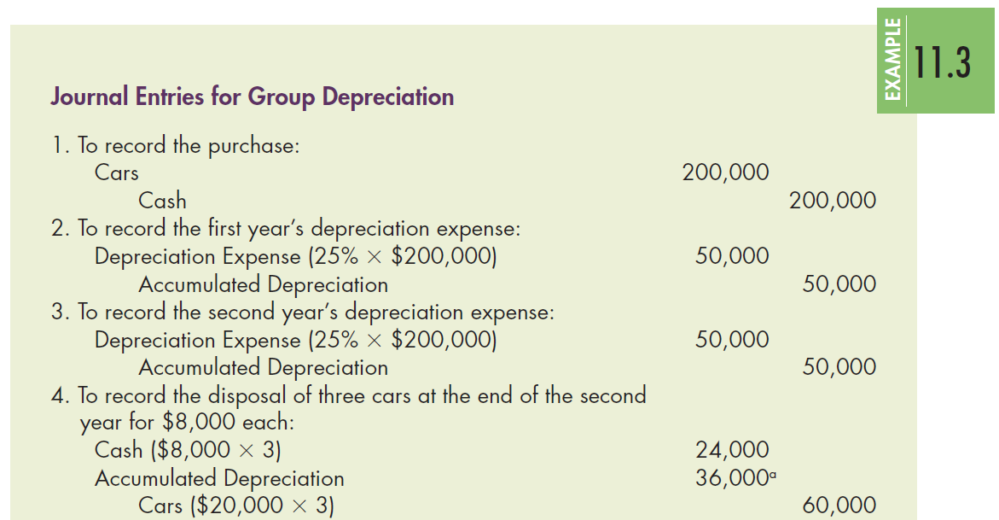 EXAMPLE 11.3
Journal Entries for Group Depreciation
1. To record the purchase:
Cars 200,000
Cash 200,000
2. To record the first year’s depreciation expense:
Depreciation Expense (25% × $200,000) 50,000
Accumulated Depreciation 50,000
3. To record the second year’s depreciation expense:
Depreciation Expense (25% × $200,000) 50,000
Accumulated Depreciation 50,000
4. To record the disposal of three cars at the end of the second
year for $8,000 each:
Cash ($8,000 × 3) 24,000
Accumulated Depreciation 36,000ᵃ
Cars ($20,000 × 3) 60,000